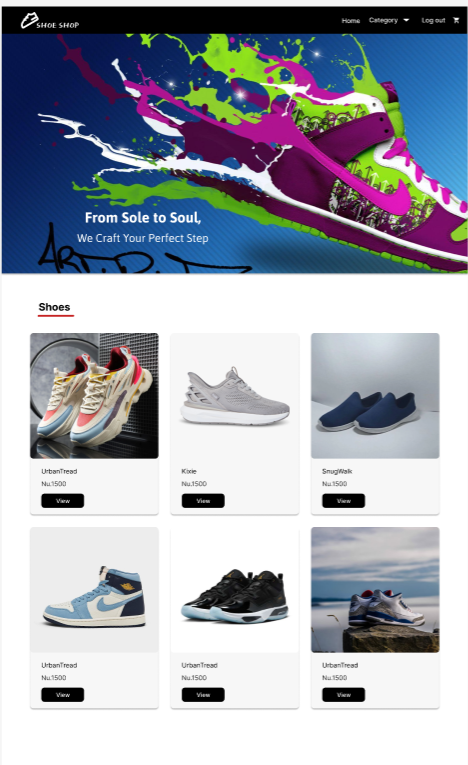 SHOE SHOP
Home Category Log out
From Sole to Soul,
We Craft Your Perfect Step
ART.
Shoes
UrbanTread
Nu.1500
View
Kixie
Nu.1500
View
SnugWalk
Nu.1500
View
UrbanTread
Nu.1500
View
UrbanTread
Nu.1500
View
UrbanTread
Nu.1500
View